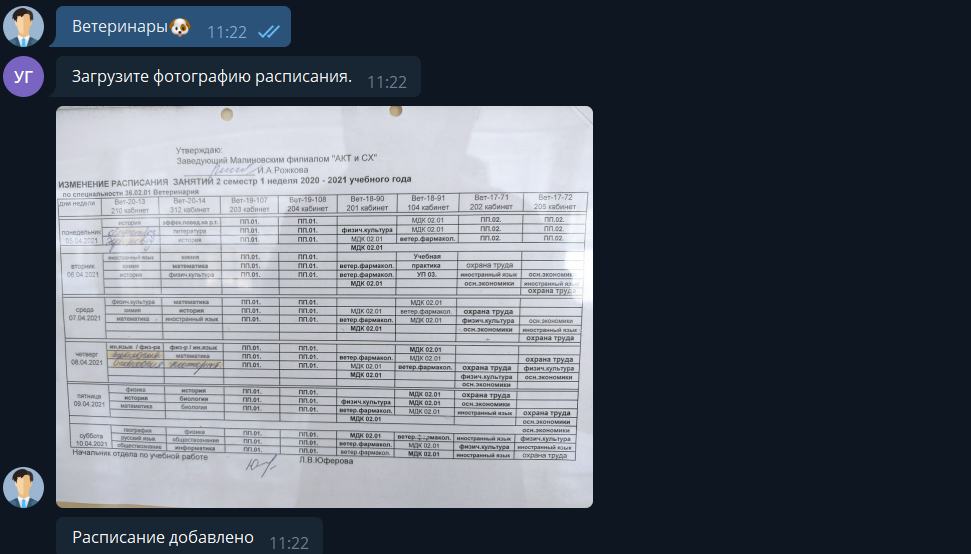 Ветеринары🐶 11:22
УГ
Загрузите фотографию расписания. 11:22
Утверждаю:
Заведующий Малиновским филиалом "АКТ и СХ"
И.А.Рожкова
ИЗМЕНЕНИЕ РАСПИСАНИЯ ЗАНЯТИЙ 2 семестр 1 неделя 2020 - 2021 учебного года
по специальности 36.02.01 Ветеринария
дни недели Вет-20-13 Вет-20-14 Вет-19-107 Вет-19-108 Вет-18-90 Вет-18-91 Вет-17-71 Вет-17-72
210 кабинет 312 кабинет 203 кабинет 204 кабинет 201 кабинет 104 кабинет 202 кабинет 205 кабинет
понедельник
05.04.2021
история ПП.01. ПП.01. МДК 02.01 ПП.02. ПП.02.
литература ПП.01. ПП.01. физич.культура МДК 02.01 ПП.02. ПП.02.
история ПП.01. ПП.01. МДК 02.01 ветер.фармакол. ПП.02. ПП.02.
МДК 02.01
вторник
06.04.2021
иностранный язык химия ПП.01. ПП.01. Учебная
химия математика ПП.01. ПП.01. ветер.фармакол. практика охрана труда
история физич.культура ПП.01. ПП.01. ветер.фармакол. УП 03. иностранный язык осн.экономики
МДК 02.01 осн.экономики иностранный язык
охрана труда
среда
07.04.2021
физич.культура математика ПП.01. ПП.01. МДК 02.01
химия история ПП.01. ПП.01. МДК 02.01 ветер.фармакол. охрана труда
математика иностранный язык ПП.01. ПП.01. ветер.фармакол. МДК 02.01 физич.культура осн.экономики
МДК 02.01 осн.экономики иностранный язык
охрана труда
четверг
08.04.2021
ин.язык / физ-ра физ-р / ин.язык ПП.01. ПП.01. МДК 02.01
математика ПП.01. ПП.01. ветер.фармакол. МДК 02.01 охрана труда
ПП.01. ПП.01. МДК 02.01 ветер.фармакол. охрана труда физич.культура
МДК 02.01 физич.культура осн.экономики
осн.экономики
пятница
09.04.2021
физика история ПП.01. ПП.01. МДК 02.01 охрана труда
история биология ПП.01. ПП.01. физич.культура МДК 02.01 осн.экономики
математика биология ПП.01. ПП.01. ветер.фармакол. МДК 02.01 иностранный язык охрана труда
МДК 02.01 осн.экономики
суббота
10.04.2021
осн.экономики
география физика ПП.01. ПП.01. МДК 02.01 иностранный язык физич.культура
русский язык обществознание ПП.01. ПП.01. ветер.фармакол. МДК 02.01 физич.культура иностранный язык
обществознание информатика ПП.01. ПП.01. ветер.фармакол. МДК 02.01 иностранный язык охрана труда
Начальник отдела по учебной работе Л.В.Юферова
Расписание добавлено 11:22